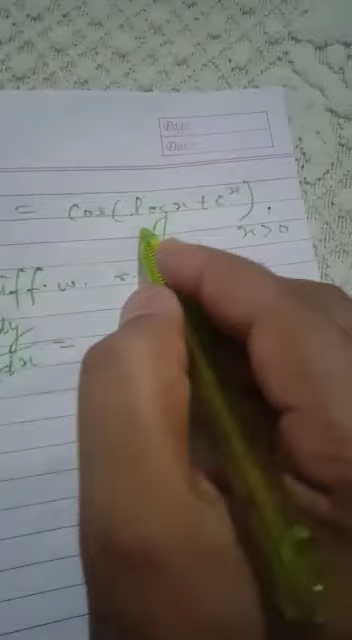 Page
Date
= cos(log x + e^x),
x > 0
diff. w. r.
dy
dx =